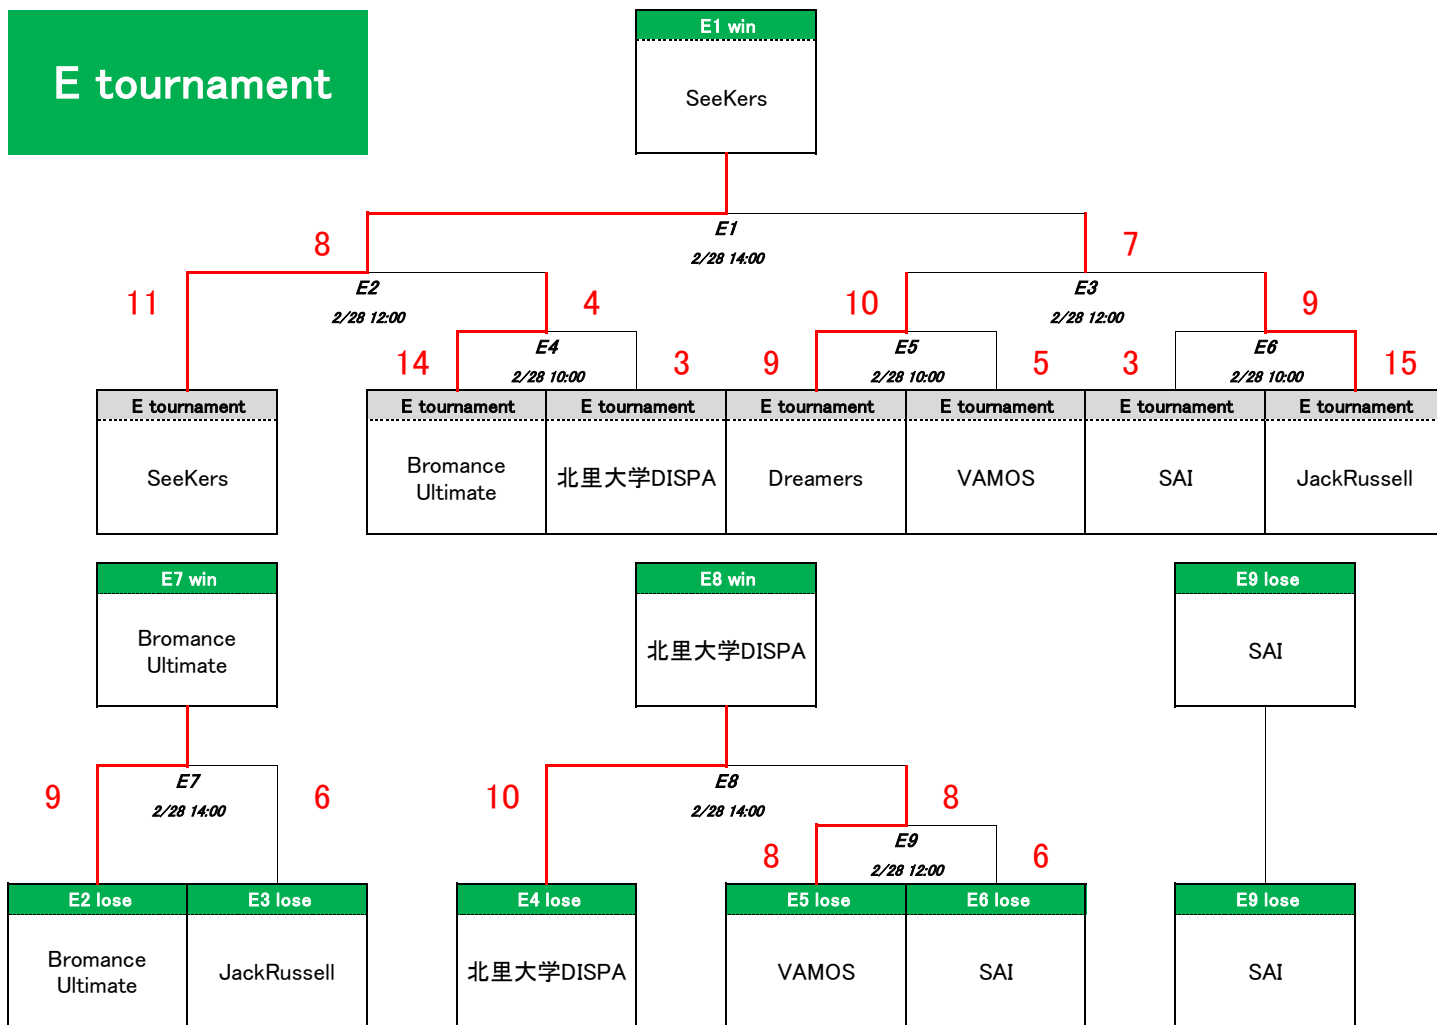 E tournament
E1 win
SeeKers
E1
2/28 14:00
8
7
E2
2/28 12:00
E3
2/28 12:00
11
4
10
9
E4
2/28 10:00
E5
2/28 10:00
E6
2/28 10:00
14
3
9
5
3
15
E tournament
E tournament
E tournament
E tournament
E tournament
E tournament
E tournament
SeeKers
Bromance
Ultimate
北里大学DISPA
Dreamers
VAMOS
SAI
JackRussell
E7 win
E8 win
E9 lose
Bromance
Ultimate
北里大学DISPA
SAI
E7
2/28 14:00
9
6
E8
2/28 14:00
10
8
E9
2/28 12:00
8
6
E2 lose
E3 lose
E4 lose
E5 lose
E6 lose
E9 lose
Bromance
Ultimate
JackRussell
北里大学DISPA
VAMOS
SAI
SAI